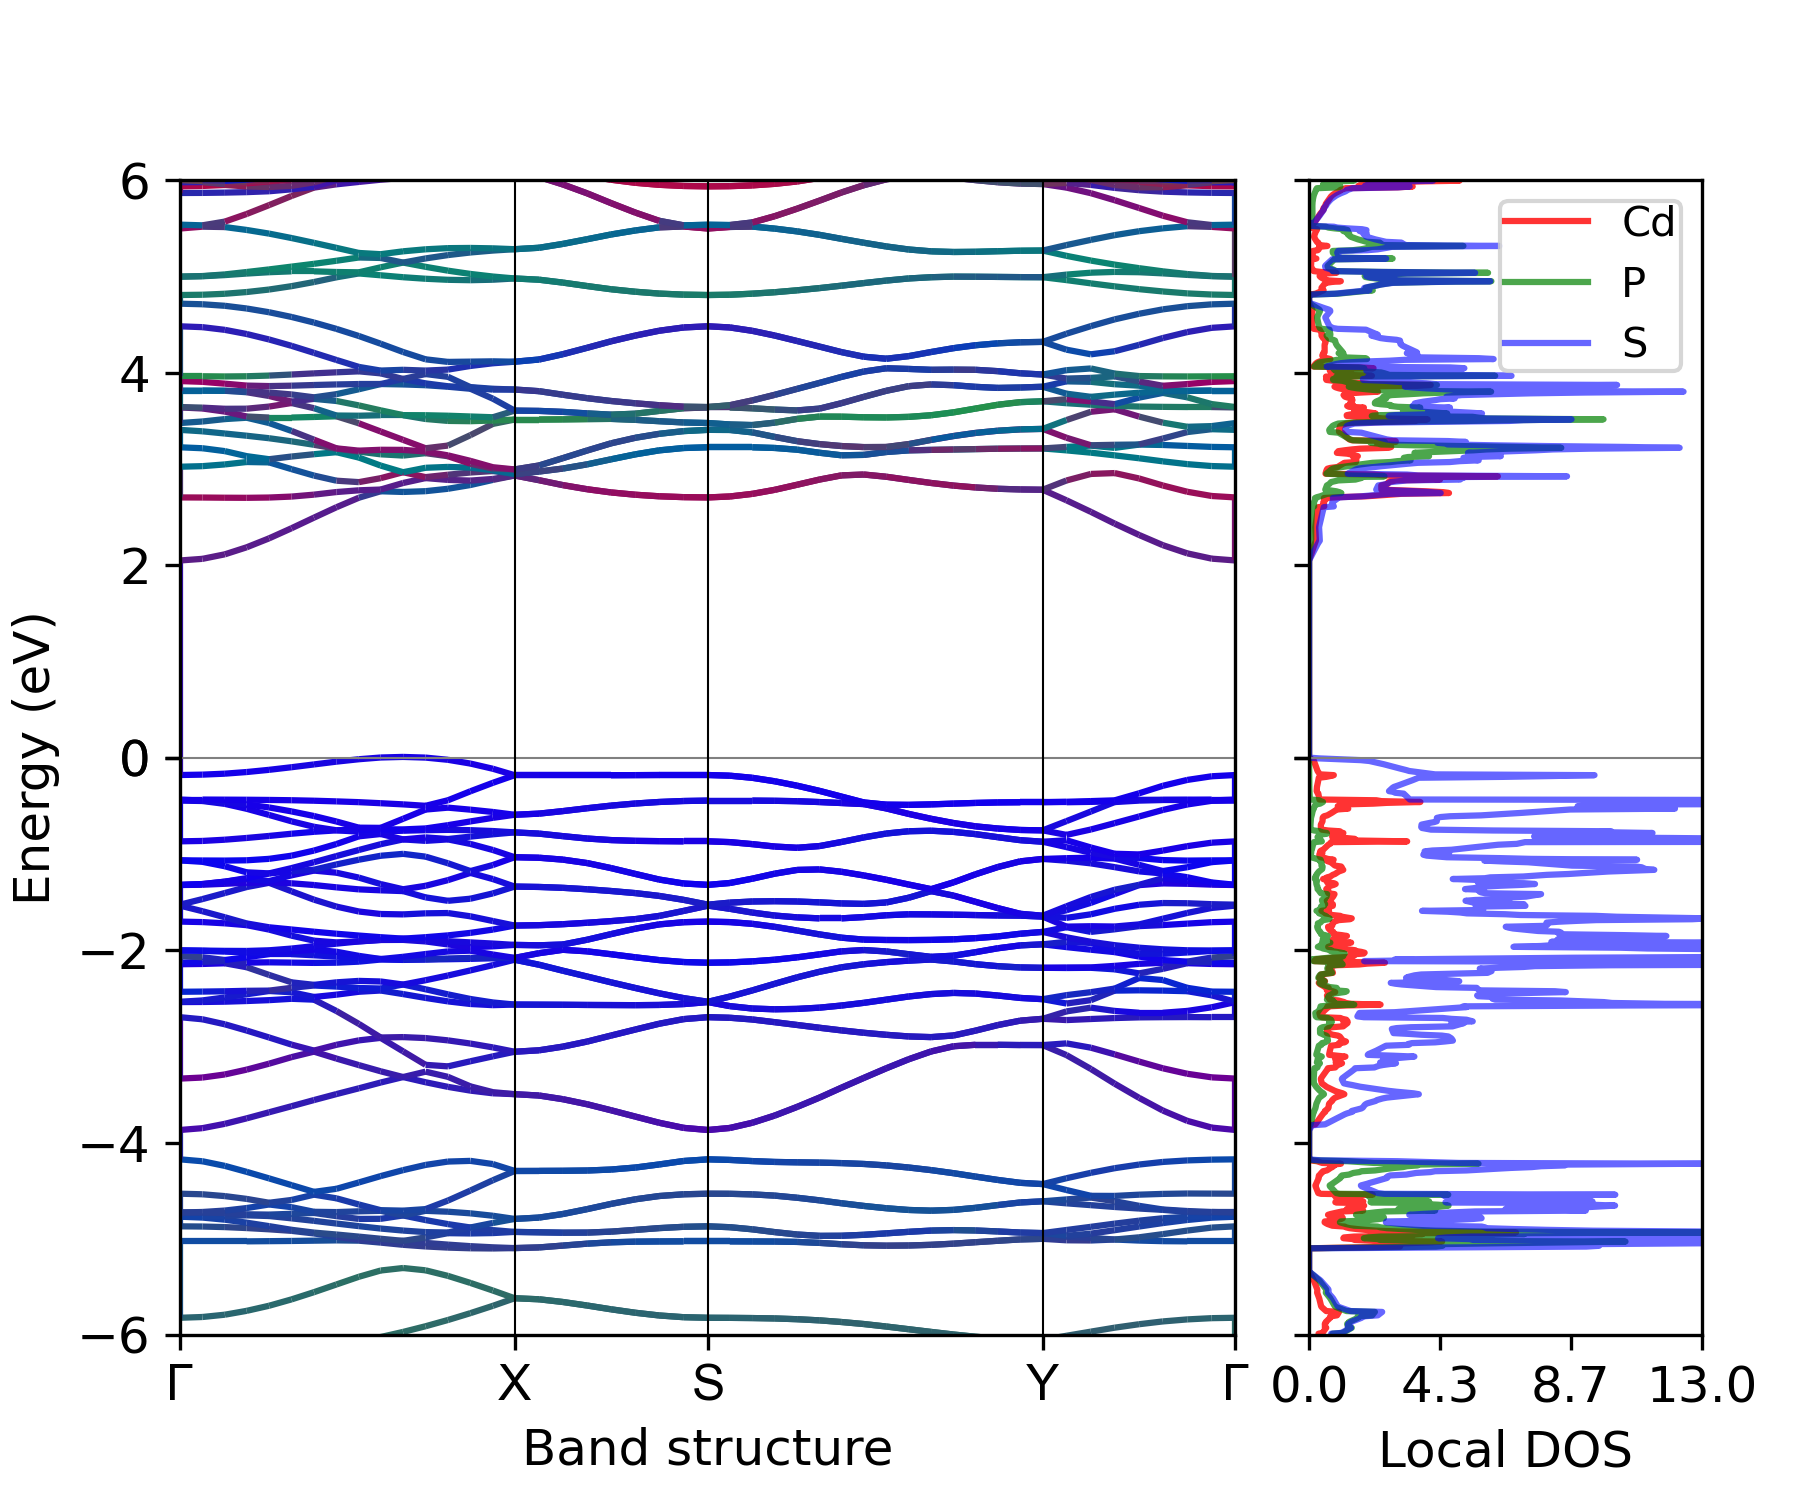 6
4
2
0
−2
−4
−6
Energy (eV)
Γ
X
S
Y
Γ
Band structure
Cd
P
S
0.0
4.3
8.7
13.0
Local DOS